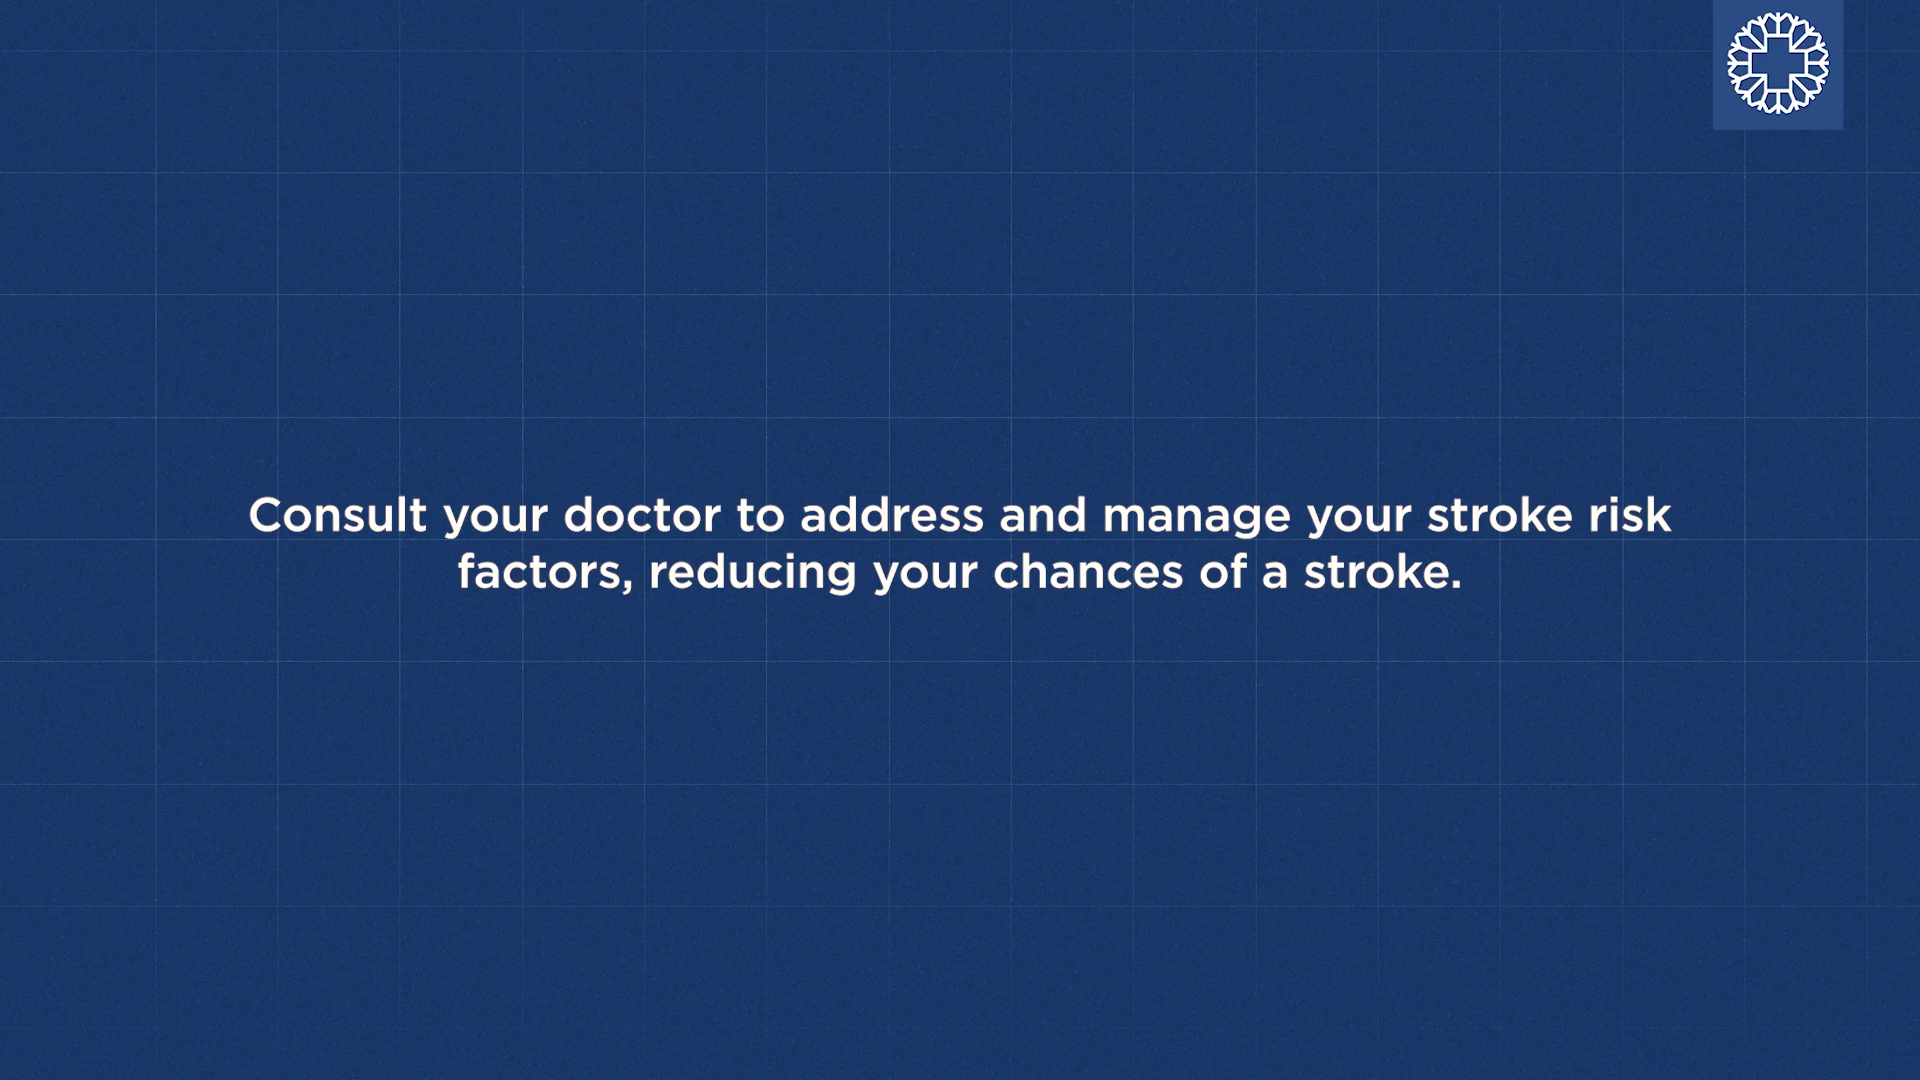 Consult your doctor to address and manage your stroke risk
factors, reducing your chances of a stroke.